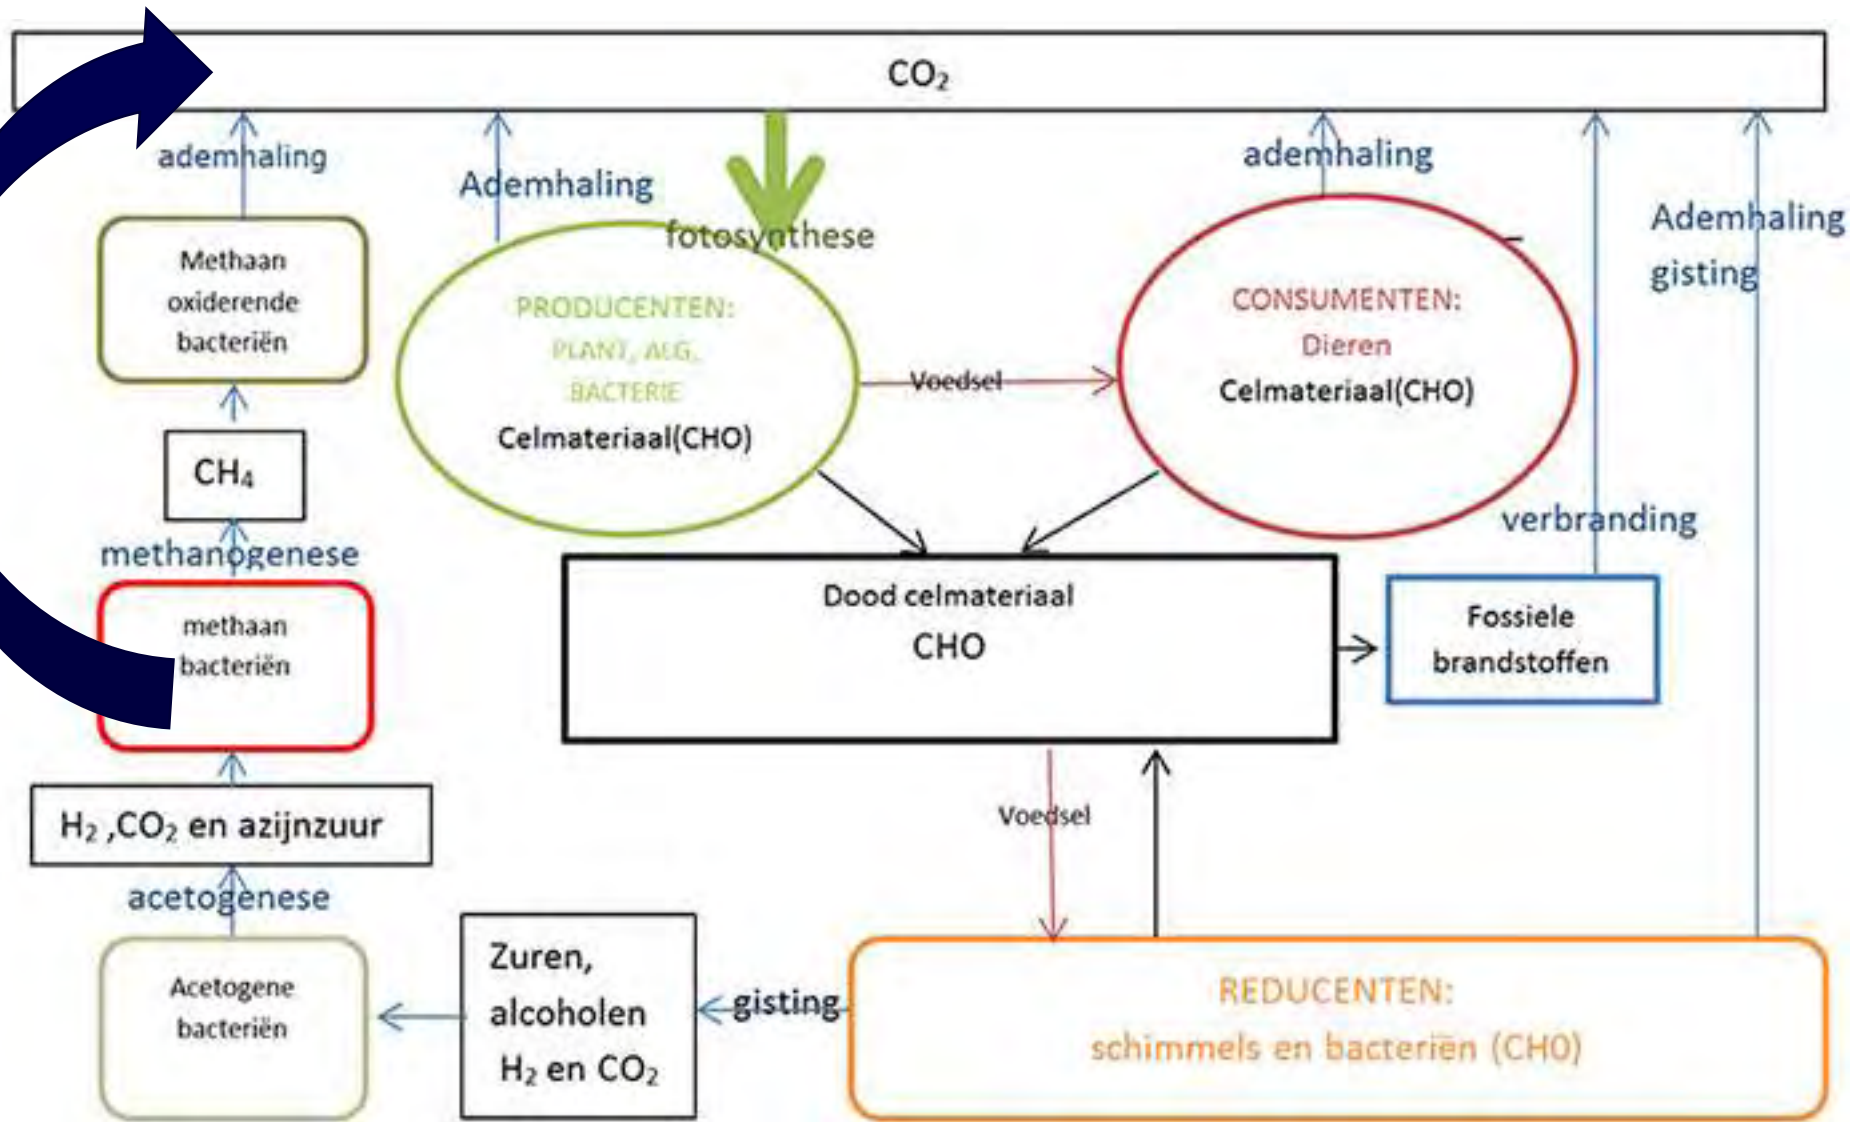 CO₂
ademhaling
Ademhaling
fotosynthese
ademhaling
Ademhaling
gisting
Methaan
oxiderende
bacteriën
PRODUCENTEN:
PLANT, ALG,
BACTERIE
Celmateriaal(CHO)
Voedsel
CONSUMENTEN:
Dieren
Celmateriaal(CHO)
CH₄
verbranding
methanogenese
methaan
bacteriën
Dood celmateriaal
CHO
Fossiele
brandstoffen
H₂ ,CO₂ en azijnzuur
Voedsel
acetogenese
Acetogene
bacteriën
Zuren,
alcoholen
H₂ en CO₂
gisting
REDUCENTEN:
schimmels en bacteriën (CHO)